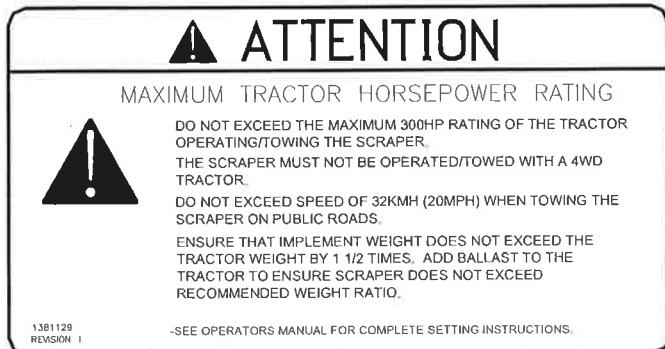 ATTENTION
MAXIMUM TRACTOR HORSEPOWER RATING
DO NOT EXCEED THE MAXIMUM 300HP RATING OF THE TRACTOR
OPERATING/TOWING THE SCRAPER.
THE SCRAPER MUST NOT BE OPERATED/TOWED WITH A 4WD
TRACTOR.
DO NOT EXCEED SPEED OF 32KMH (20MPH) WHEN TOWING THE
SCRAPER ON PUBLIC ROADS.
ENSURE THAT IMPLEMENT WEIGHT DOES NOT EXCEED THE
TRACTOR WEIGHT BY 1 1/2 TIMES. ADD BALLAST TO THE
TRACTOR TO ENSURE SCRAPER DOES NOT EXCEED
RECOMMENDED WEIGHT RATIO.
1381129
REVISION 1
-SEE OPERATORS MANUAL FOR COMPLETE SETTING INSTRUCTIONS.